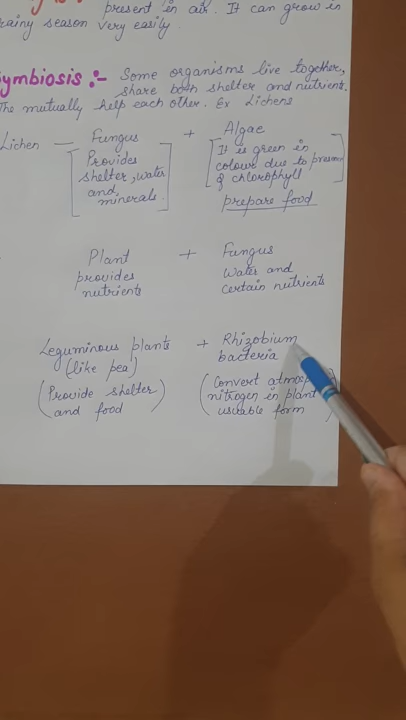 present in air. It can grow in
rainy season very easily.
Symbiosis :- Some organisms live together,
share both shelter and nutrient.
The mutually help each other. Ex Lichens
Lichen — Fungus + Algae
[Provides shelter, water and minerals]
[It is green in colour due to presence of chlorophyll]
prepare food
Plant + Fungus
provides nutrients
Water and certain nutrients
Leguminous plants + Rhizobium
(like pea)
bacteria
(Provide shelter and food)
(Convert atmosp
nitrogen in plant
usuable form)